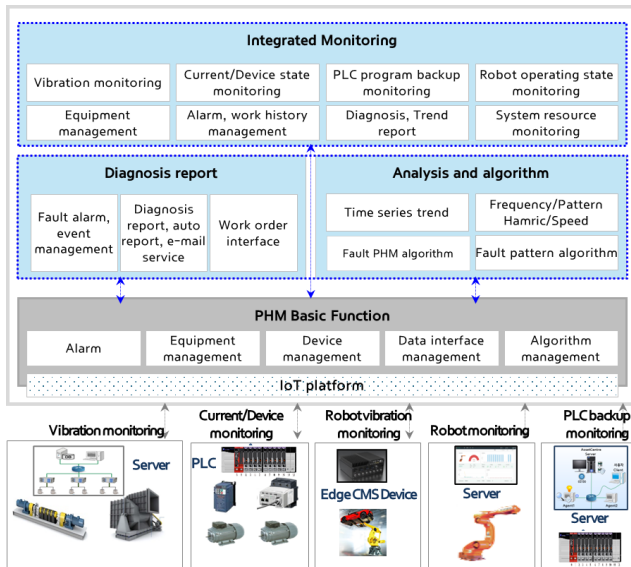 Integrated Monitoring
Vibration monitoring
Current/Device state
monitoring
PLC program backup
monitoring
Robot operating state
monitoring
Equipment
management
Alarm, work history
management
Diagnosis, Trend
report
System resource
monitoring
Diagnosis report
Fault alarm,
event
management
Diagnosis
report, auto
report, e-mail
service
Work order
interface
Analysis and algorithm
Time series trend
Frequency/Pattern
Hamric/Speed
Fault PHM algorithm
Fault pattern algorithm
PHM Basic Function
Alarm
Equipment
management
Device
management
Data interface
management
Algorithm
management
IoT platform
Vibration monitoring
Current/Device
monitoring
Robot vibration
monitoring
Robot monitoring
PLC backup
monitoring
Server
PLC
Edge CMS Device
Server
Server